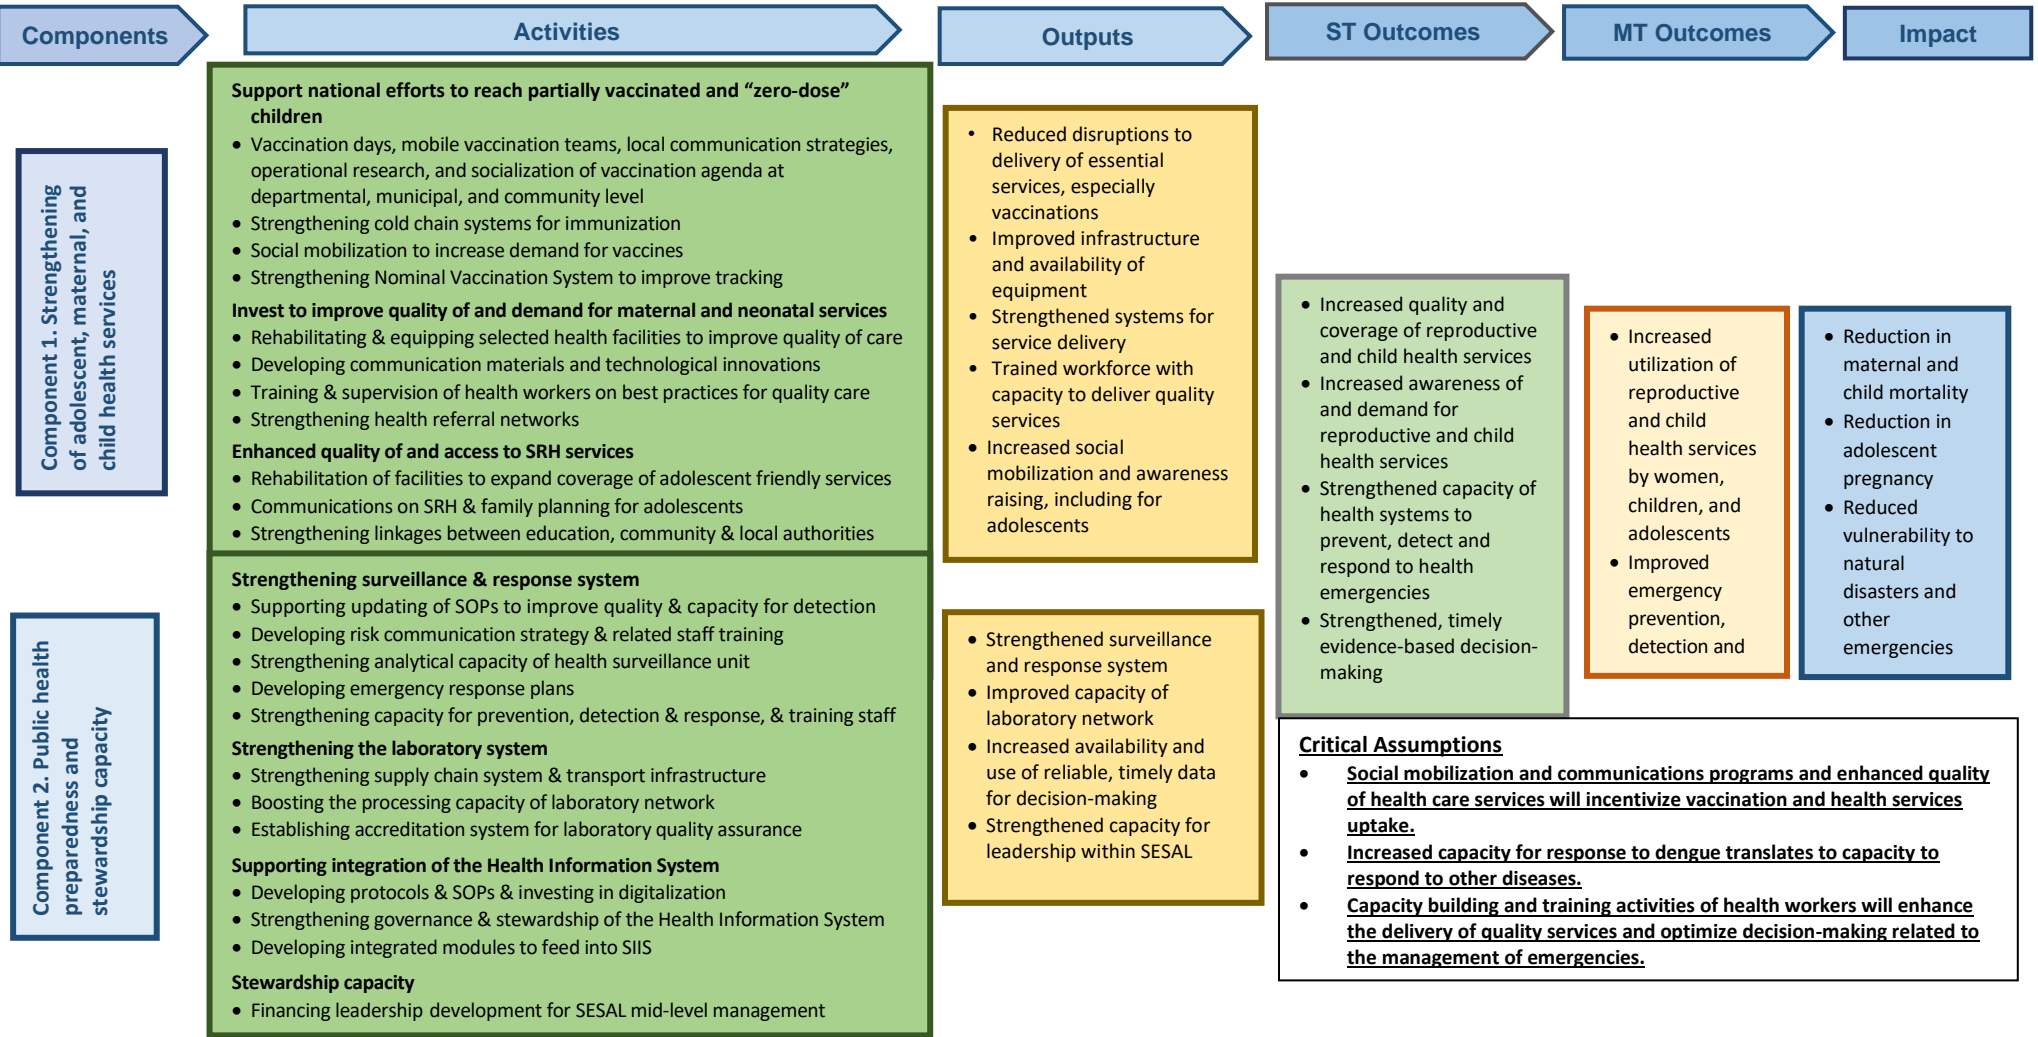 Components
Activities
Outputs
ST Outcomes
MT Outcomes
Impact
Component 1. Strengthening
of adolescent, maternal, and
child health services
Support national efforts to reach partially vaccinated and “zero-dose”
children
• Vaccination days, mobile vaccination teams, local communication strategies,
operational research, and socialization of vaccination agenda at
departmental, municipal, and community level
• Strengthening cold chain systems for immunization
• Social mobilization to increase demand for vaccines
• Strengthening Nominal Vaccination System to improve tracking
Invest to improve quality of and demand for maternal and neonatal services
• Rehabilitating & equipping selected health facilities to improve quality of care
• Developing communication materials and technological innovations
• Training & supervision of health workers on best practices for quality care
• Strengthening health referral networks
Enhanced quality of and access to SRH services
• Rehabilitation of facilities to expand coverage of adolescent friendly services
• Communications on SRH & family planning for adolescents
• Strengthening linkages between education, community & local authorities
• Reduced disruptions to
delivery of essential
services, especially
vaccinations
• Improved infrastructure
and availability of
equipment
• Strengthened systems for
service delivery
• Trained workforce with
capacity to deliver quality
services
• Increased social
mobilization and awareness
raising, including for
adolescents
Component 2. Public health
preparedness and
stewardship capacity
Strengthening surveillance & response system
• Supporting updating of SOPs to improve quality & capacity for detection
• Developing risk communication strategy & related staff training
• Strengthening analytical capacity of health surveillance unit
• Developing emergency response plans
• Strengthening capacity for prevention, detection & response, & training staff
Strengthening the laboratory system
• Strengthening supply chain system & transport infrastructure
• Boosting the processing capacity of laboratory network
• Establishing accreditation system for laboratory quality assurance
Supporting integration of the Health Information System
• Developing protocols & SOPs & investing in digitalization
• Strengthening governance & stewardship of the Health Information System
• Developing integrated modules to feed into SIIS
Stewardship capacity
• Financing leadership development for SESAL mid-level management
• Strengthened surveillance
and response system
• Improved capacity of
laboratory network
• Increased availability and
use of reliable, timely data
for decision-making
• Strengthened capacity for
leadership within SESAL
• Increased quality and
coverage of reproductive
and child health services
• Increased awareness of
and demand for
reproductive and child
health services
• Strengthened capacity of
health systems to
prevent, detect and
respond to health
emergencies
• Strengthened, timely
evidence-based decision-
making
• Increased
utilization of
reproductive
and child
health services
by women,
children, and
adolescents
• Improved
emergency
prevention,
detection and
• Reduction in
maternal and
child mortality
• Reduction in
adolescent
pregnancy
• Reduced
vulnerability to
natural
disasters and
other
emergencies
Critical Assumptions
• Social mobilization and communications programs and enhanced quality
of health care services will incentivize vaccination and health services
uptake.
• Increased capacity for response to dengue translates to capacity to
respond to other diseases.
• Capacity building and training activities of health workers will enhance
the delivery of quality services and optimize decision-making related to
the management of emergencies.